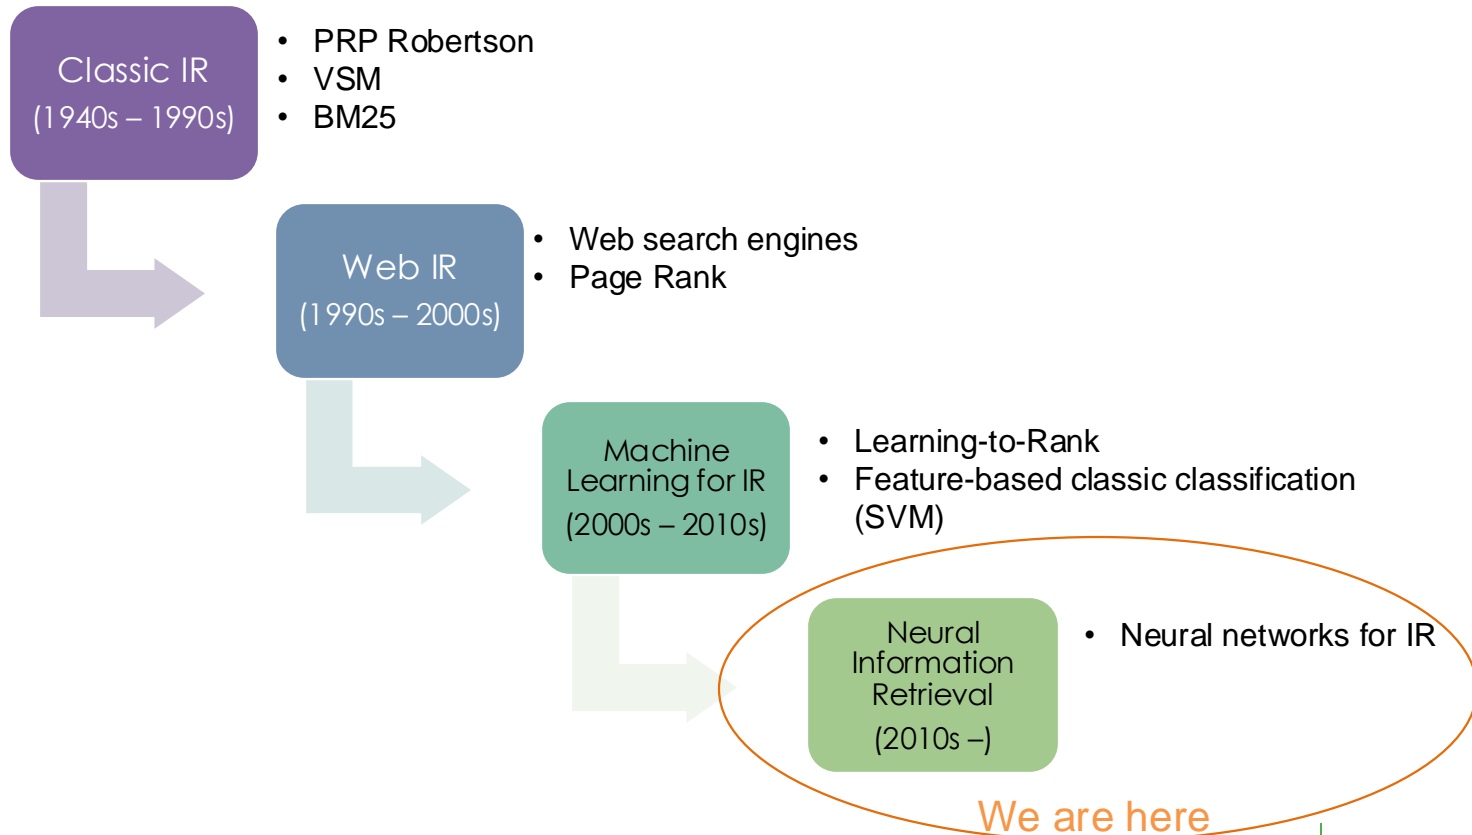 Classic IR
(1940s – 1990s)
• PRP Robertson
• VSM
• BM25
Web IR
(1990s – 2000s)
• Web search engines
• Page Rank
Machine
Learning for IR
(2000s – 2010s)
• Learning-to-Rank
• Feature-based classic classification
(SVM)
Neural
Information
Retrieval
(2010s –)
• Neural networks for IR
We are here